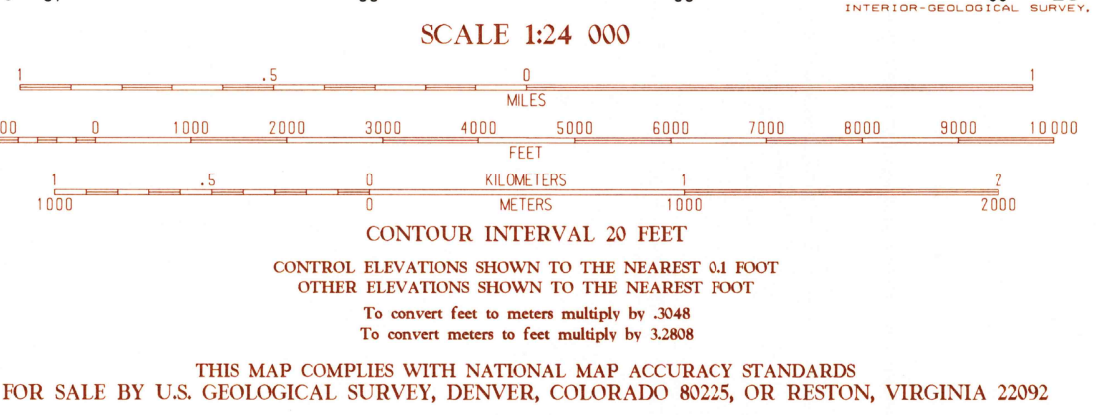 INTERIOR-GEOLOGICAL SURVEY,
SCALE 1:24 000
1 .5 0 1
MILES
00 0 1000 2000 3000 4000 5000 6000 7000 8000 9000 10 000
FEET
1 .5 0 KILOMETERS 1 2
1000 0 METERS 1000 2000
CONTOUR INTERVAL 20 FEET
CONTROL ELEVATIONS SHOWN TO THE NEAREST 0.1 FOOT
OTHER ELEVATIONS SHOWN TO THE NEAREST FOOT
To convert feet to meters multiply by .3048
To convert meters to feet multiply by 3.2808
THIS MAP COMPLIES WITH NATIONAL MAP ACCURACY STANDARDS
FOR SALE BY U.S. GEOLOGICAL SURVEY, DENVER, COLORADO 80225, OR RESTON, VIRGINIA 22092